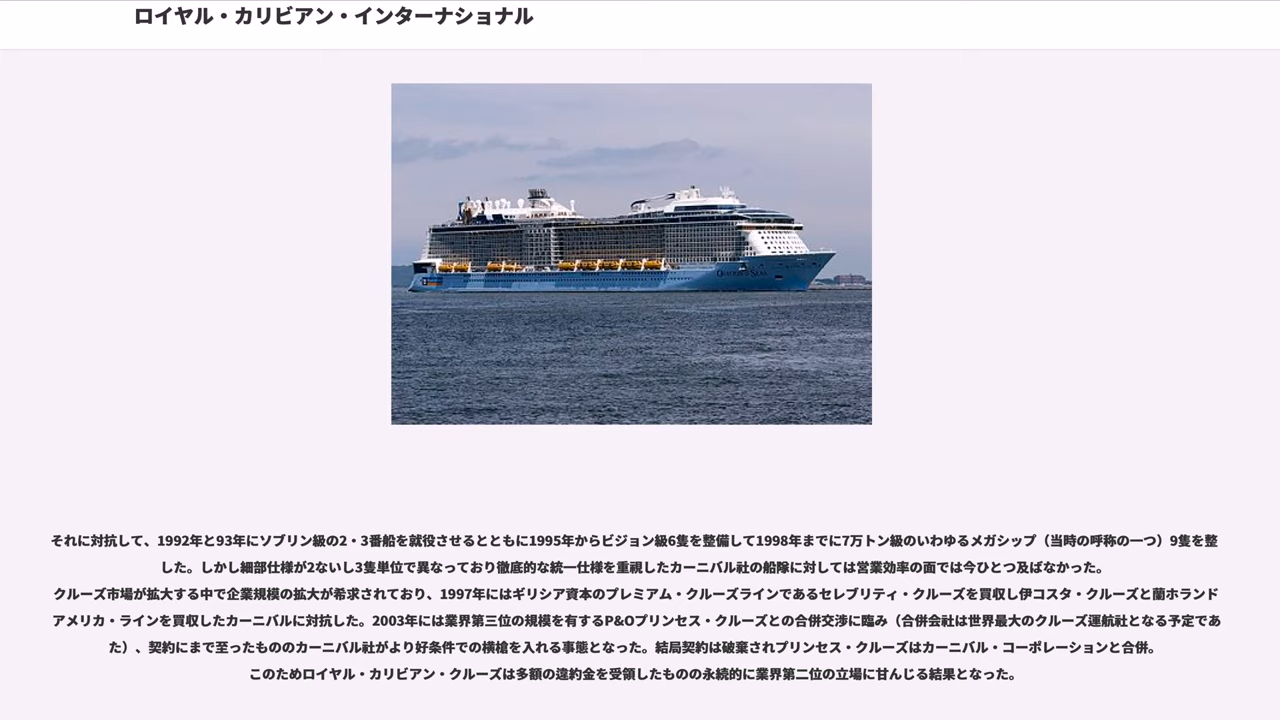 ロイヤル・カリビアン・インターナショナル
それに対抗して、1992年と93年にソブリン級の2・3番船を就役させるとともに1995年からビジョン級6隻を整備して1998年までに7万トン級のいわゆるメガシップ（当時の呼称の一つ）9隻を整
した。しかし細部仕様が2ないし3隻単位で異なっており徹底的な統一仕様を重視したカーニバル社の船隊に対しては営業効率の面では今ひとつ及ばなかった。
クルーズ市場が拡大する中で企業規模の拡大が希求されており、1997年にはギリシア資本のプレミアム・クルーズラインであるセレブリティ・クルーズを買収し伊コスタ・クルーズと蘭ホランド
アメリカ・ラインを買収したカーニバルに対抗した。2003年には業界第三位の規模を有するP&Oプリンセス・クルーズとの合併交渉に臨み（合併会社は世界最大のクルーズ運航社となる予定であ
た）、契約にまで至ったもののカーニバル社がより好条件での横槍を入れる事態となった。結局契約は破棄されプリンセス・クルーズはカーニバル・コーポレーションと合併。
このためロイヤル・カリビアン・クルーズは多額の違約金を受領したものの永続的に業界第二位の立場に甘んじる結果となった。